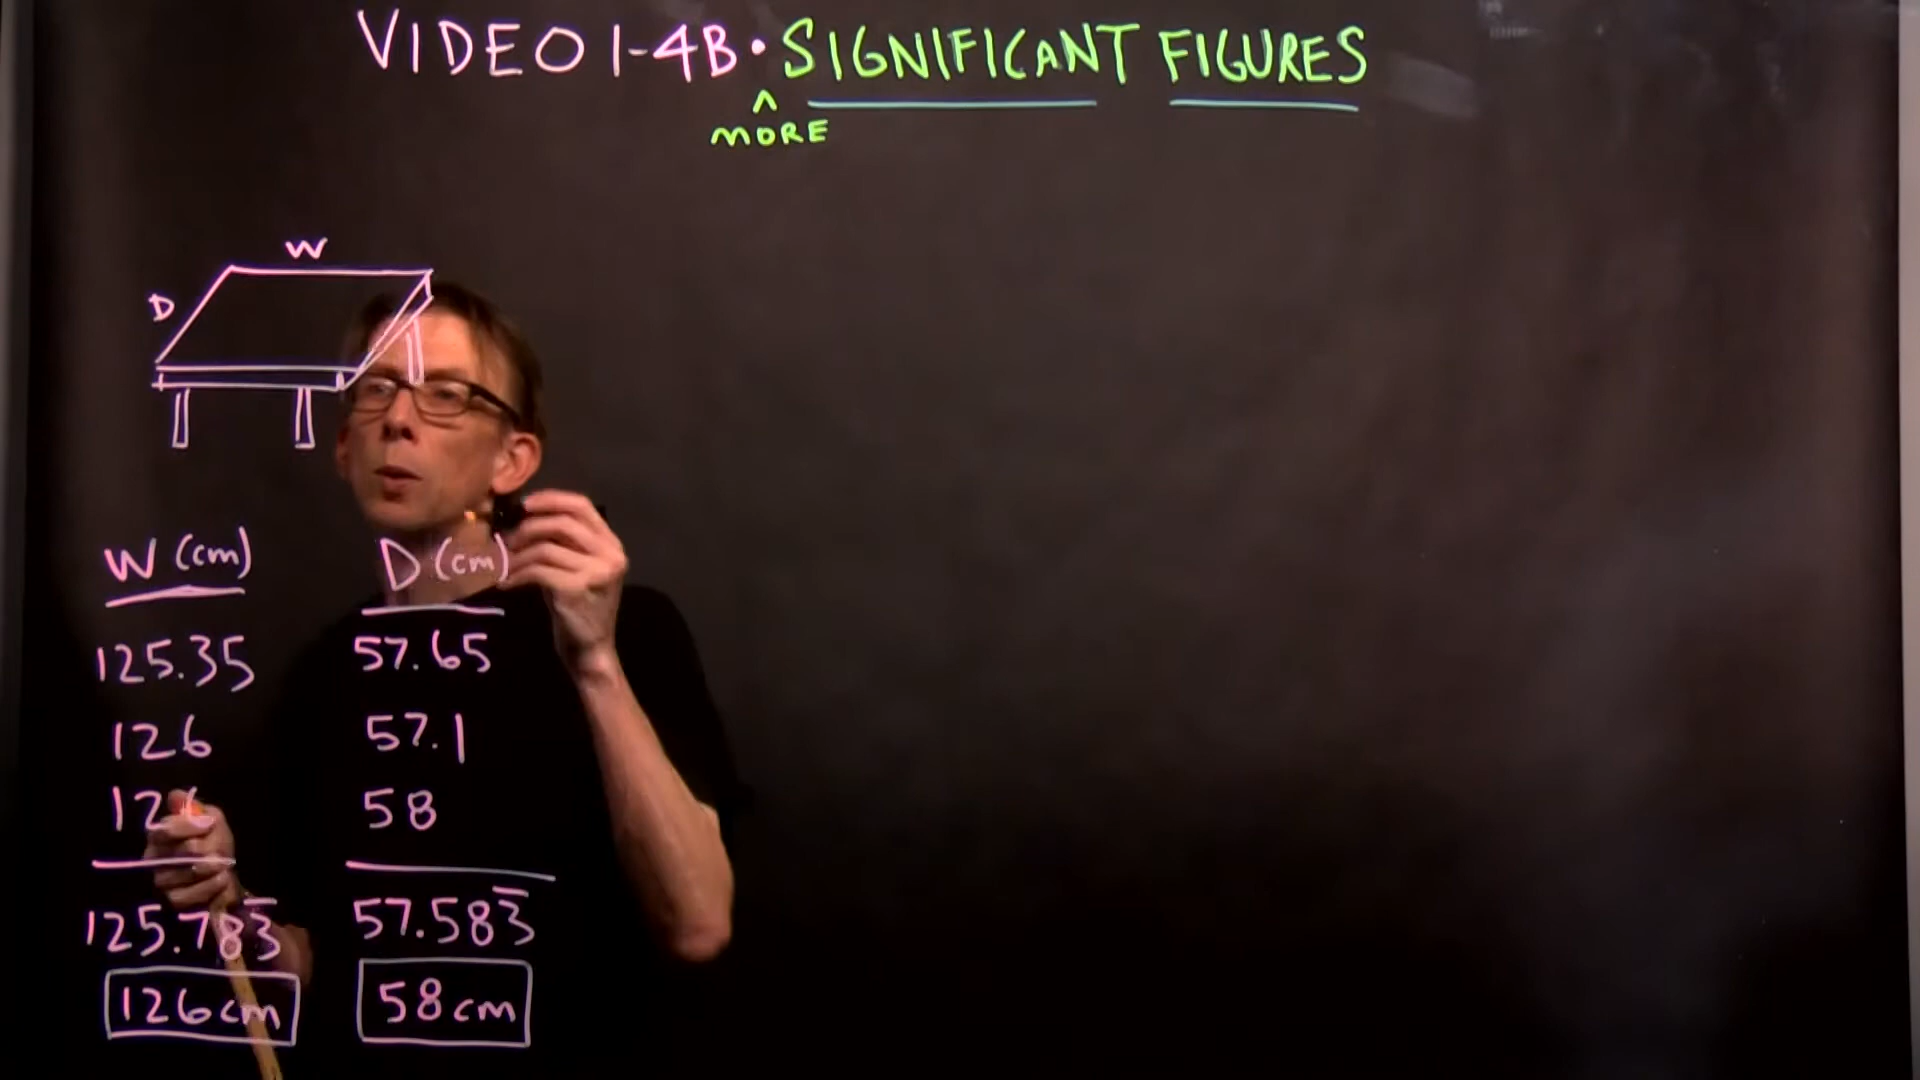 VIDEO 1-4B • SIGNIFICANT FIGURES
^
MORE
W
D
W (cm)
D (cm)
125.35
57.65
126
57.1
126
58
125.783̅
57.583̅
126cm
58cm